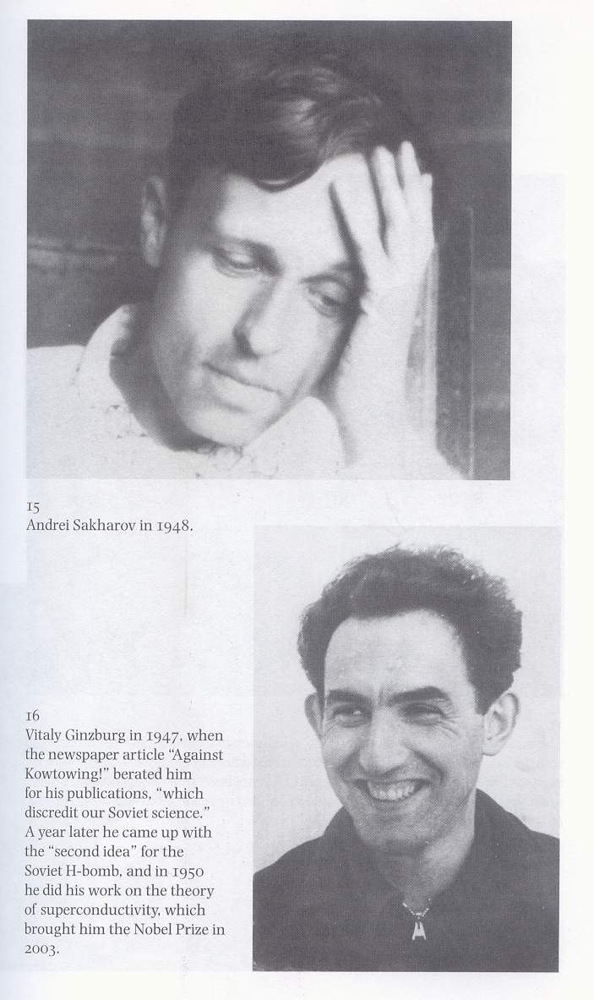 15
Andrei Sakharov in 1948.
16
Vitaly Ginzburg in 1947, when
the newspaper article “Against
Kowtowing!” berated him
for his publications, “which
discredit our Soviet science.”
A year later he came up with
the “second idea” for the
Soviet H-bomb, and in 1950
he did his work on the theory
of superconductivity, which
brought him the Nobel Prize in
2003.